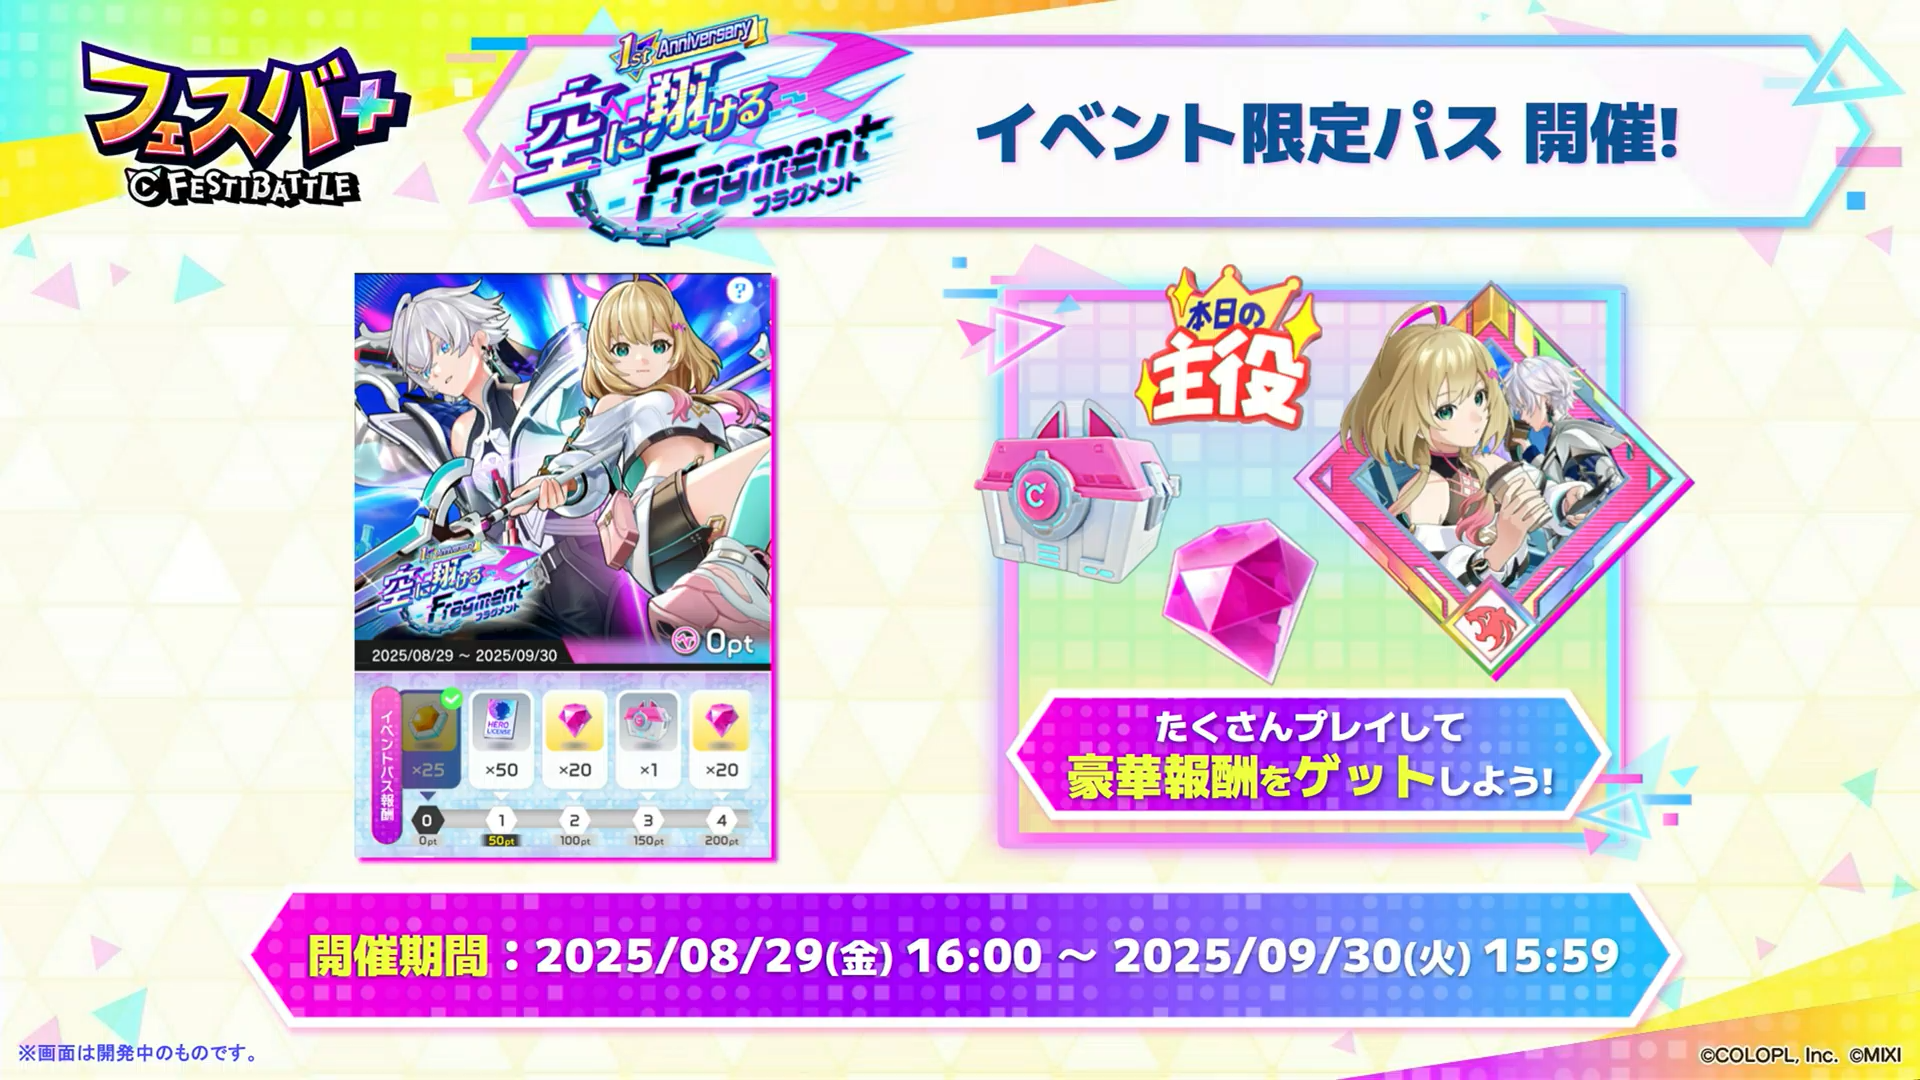 フェスバ+
FESTIBATTLE
1st Anniversary
空に翔ける
Fragment
フラグメント
イベント限定パス 開催!
?
1st Anniversary
空に翔ける
Fragment
フラグメント
0pt
2025/08/29 ~ 2025/09/30
イベントパス報酬
HERO
LICENSE
×25 ×50 ×20 ×1 ×20
0 1 2 3 4
0pt 50pt 100pt 150pt 200pt
本日の
主役
C
たくさんプレイして
豪華報酬をゲットしよう!
開催期間:2025/08/29(金) 16:00 ~ 2025/09/30(火) 15:59
※画面は開発中のものです。
©COLOPL, Inc. ©MIXI